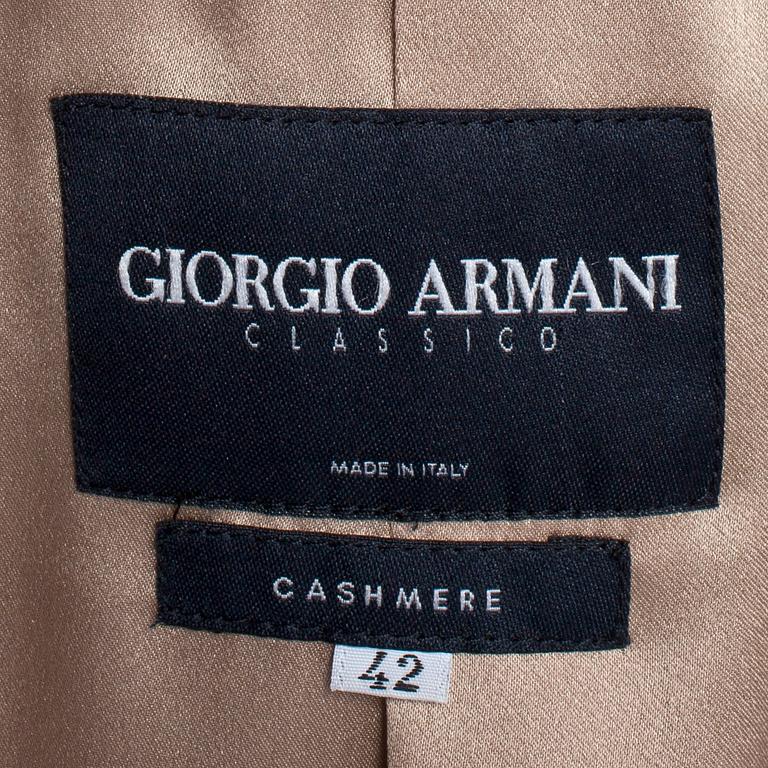 GIORGIO ARMANI
CLASSICO
MADE IN ITALY
CASHMERE
42